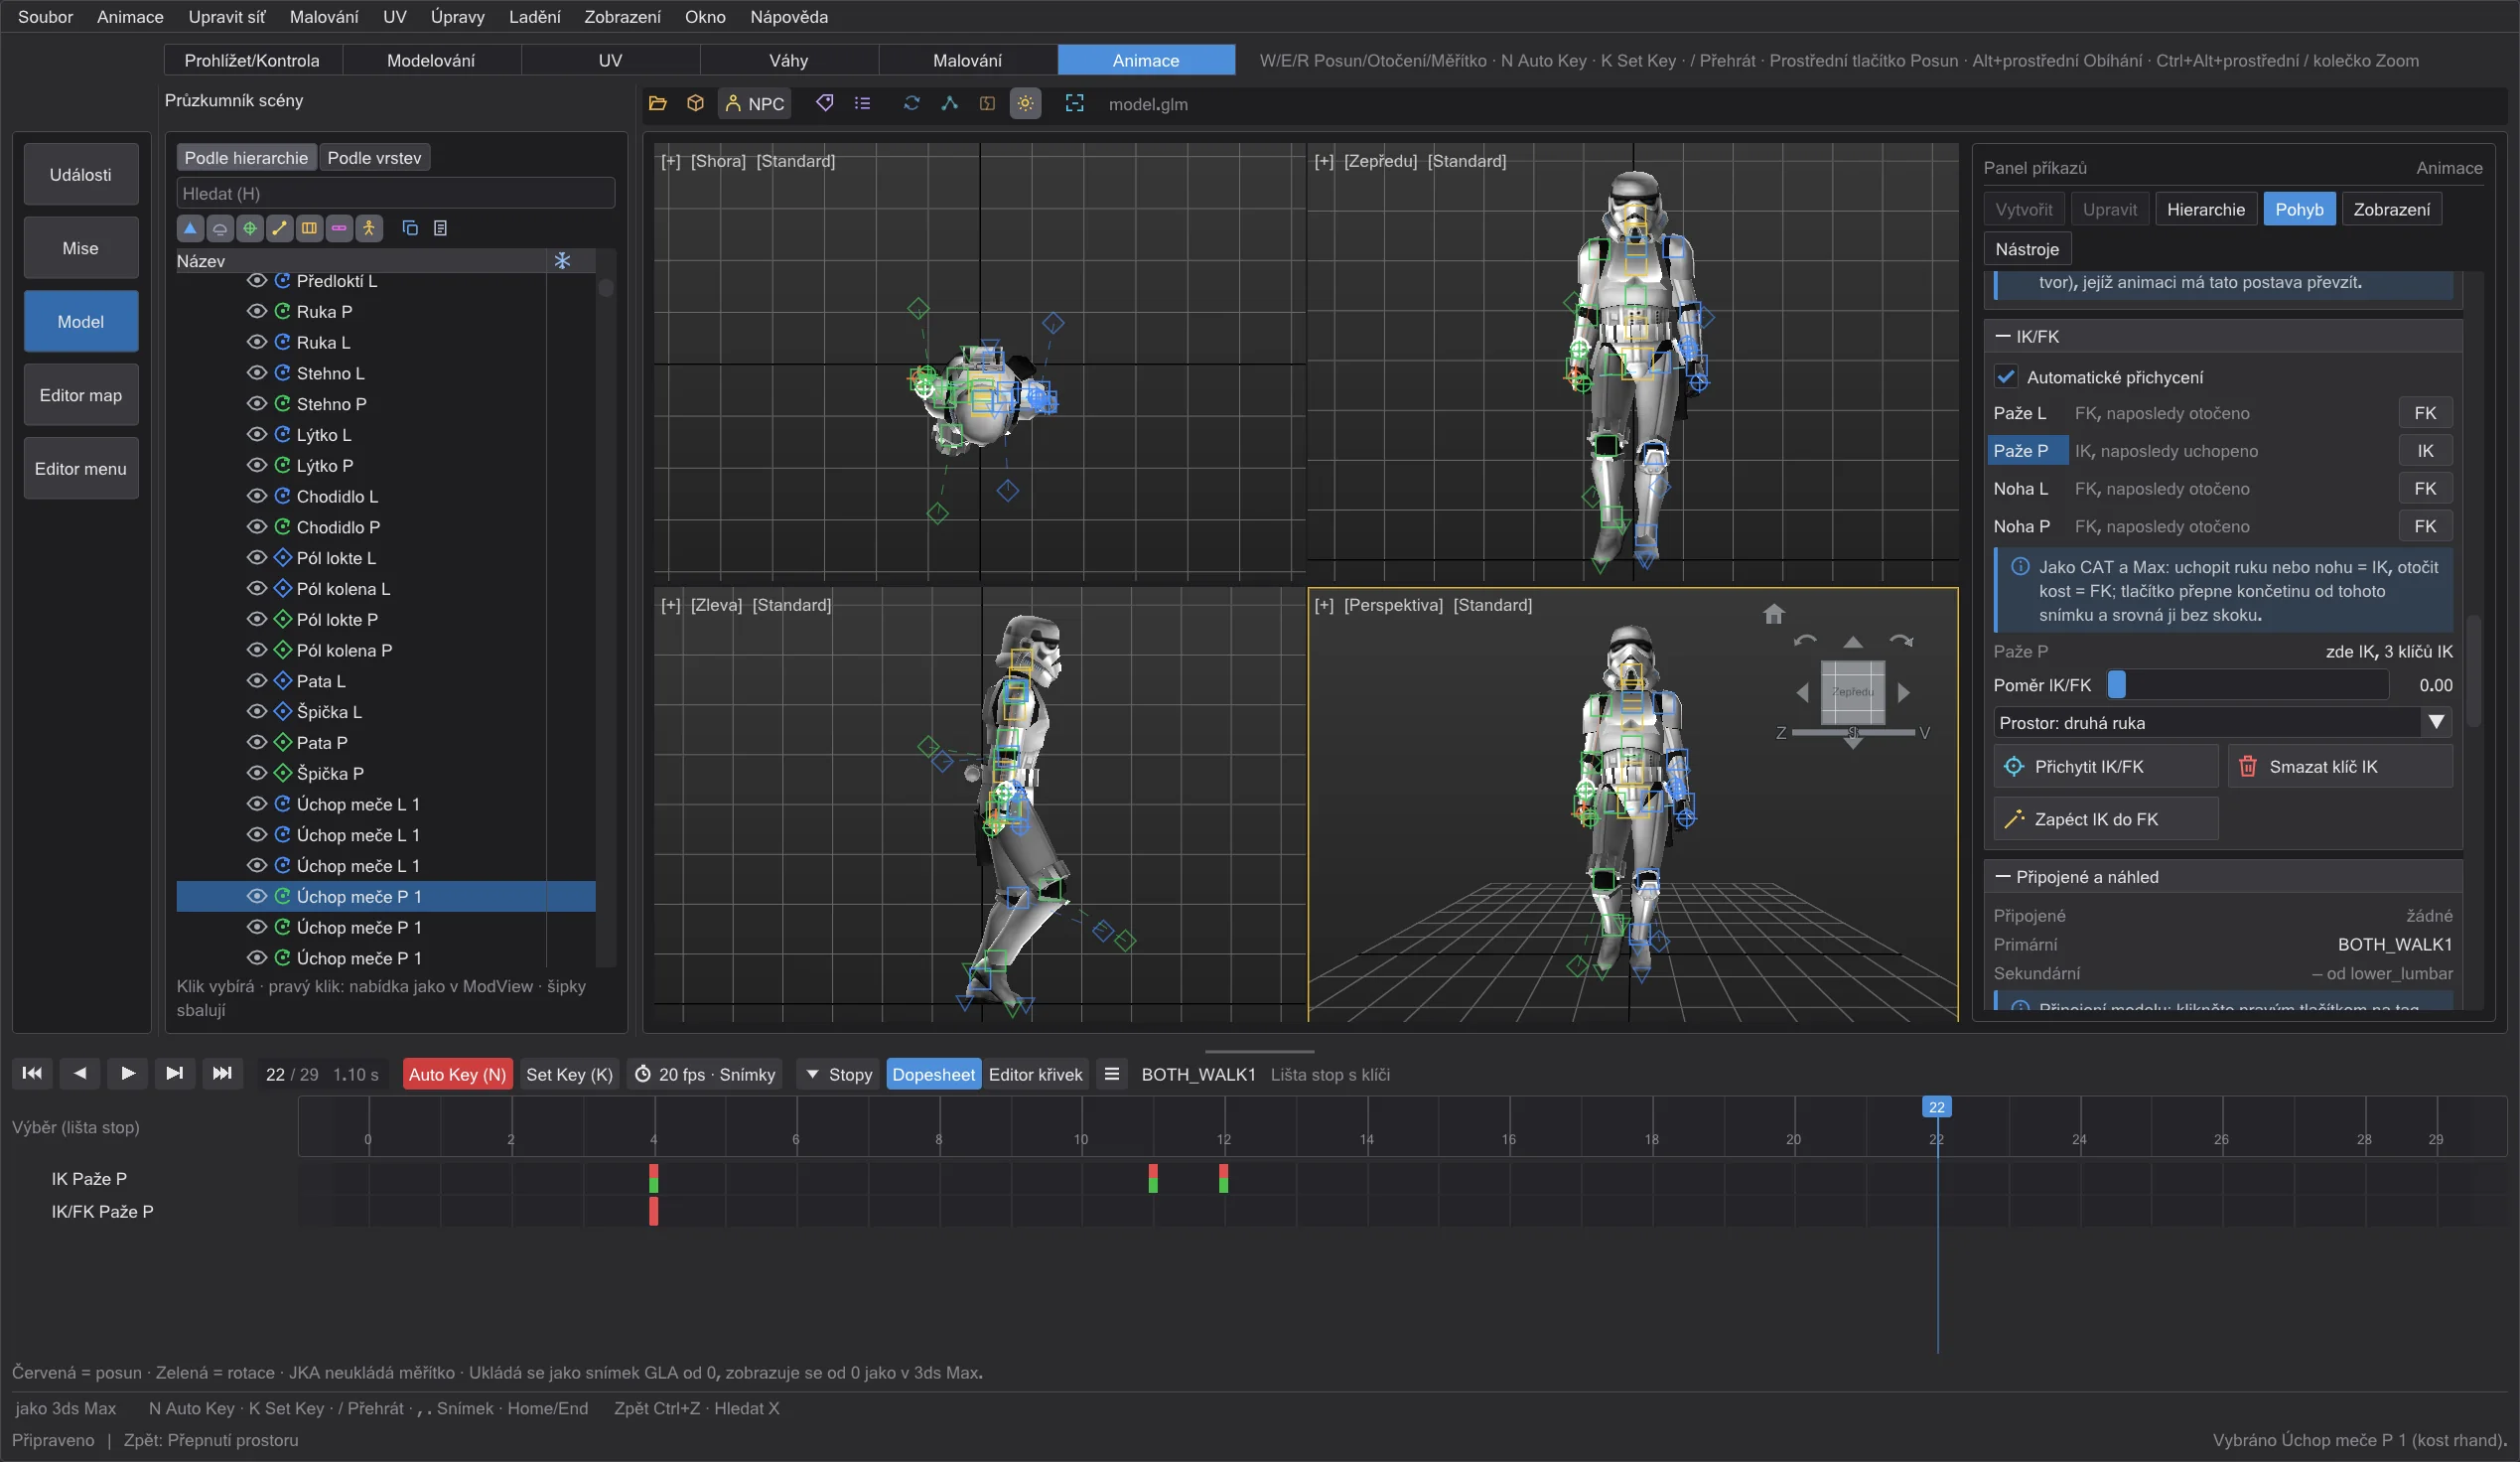 Soubor Animace Upravit síť Malování UV Úpravy Ladění Zobrazení Okno Nápověda
Prohlížet/Kontrola Modelování UV Váhy Malování Animace W/E/R Posun/Otočení/Měřítko · N Auto Key · K Set Key · / Přehrát · Prostřední tlačítko Posun · Alt+prostřední Obíhání · Ctrl+Alt+prostřední / kolečko Zoom
Průzkumník scény
NPC model.glm
Události
Mise
Model
Editor map
Editor menu
Podle hierarchie Podle vrstev
Hledat (H)
Název
Předloktí L
Ruka P
Ruka L
Stehno L
Stehno P
Lýtko L
Lýtko P
Chodidlo L
Chodidlo P
Pól lokte L
Pól kolena L
Pól lokte P
Pól kolena P
Pata L
Špička L
Pata P
Špička P
Úchop meče L 1
Úchop meče L 1
Úchop meče L 1
Úchop meče P 1
Úchop meče P 1
Úchop meče P 1
Klik vybírá · pravý klik: nabídka jako v ModView · šipky
sbalují
[+] [Shora] [Standard]
[+] [Zepředu] [Standard]
[+] [Zleva] [Standard]
[+] [Perspektiva] [Standard]
Zepředu
Z V
Panel příkazů Animace
Vytvořit Upravit Hierarchie Pohyb Zobrazení
Nástroje
tvor), jejíž animaci má tato postava převzít.
IK/FK
Automatické přichycení
Paže L FK, naposledy otočeno FK
Paže P IK, naposledy uchopeno IK
Noha L FK, naposledy otočeno FK
Noha P FK, naposledy otočeno FK
Jako CAT a Max: uchopit ruku nebo nohu = IK, otočit
kost = FK; tlačítko přepne končetinu od tohoto
snímku a srovná ji bez skoku.
Paže P zde IK, 3 klíčů IK
Poměr IK/FK 0.00
Prostor: druhá ruka
Přichytit IK/FK Smazat klíč IK
Zapéct IK do FK
Připojené a náhled
Připojené žádné
Primární BOTH_WALK1
Sekundární – od lower_lumbar
Připojení modelu: klikněte pravým tlačítkem na tag
22 / 29 1.10 s Auto Key (N) Set Key (K) 20 fps · Snímky Stopy Dopesheet Editor křivek BOTH_WALK1 Lišta stop s klíči
22
Výběr (lišta stop)
0 2 4 6 8 10 12 14 16 18 20 22 24 26 28 29
IK Paže P
IK/FK Paže P
Červená = posun · Zelená = rotace · JKA neukládá měřítko · Ukládá se jako snímek GLA od 0, zobrazuje se od 0 jako v 3ds Max.
jako 3ds Max N Auto Key · K Set Key · / Přehrát · , . Snímek · Home/End Zpět Ctrl+Z · Hledat X
Připraveno | Zpět: Přepnutí prostoru
Vybráno Úchop meče P 1 (kost rhand).